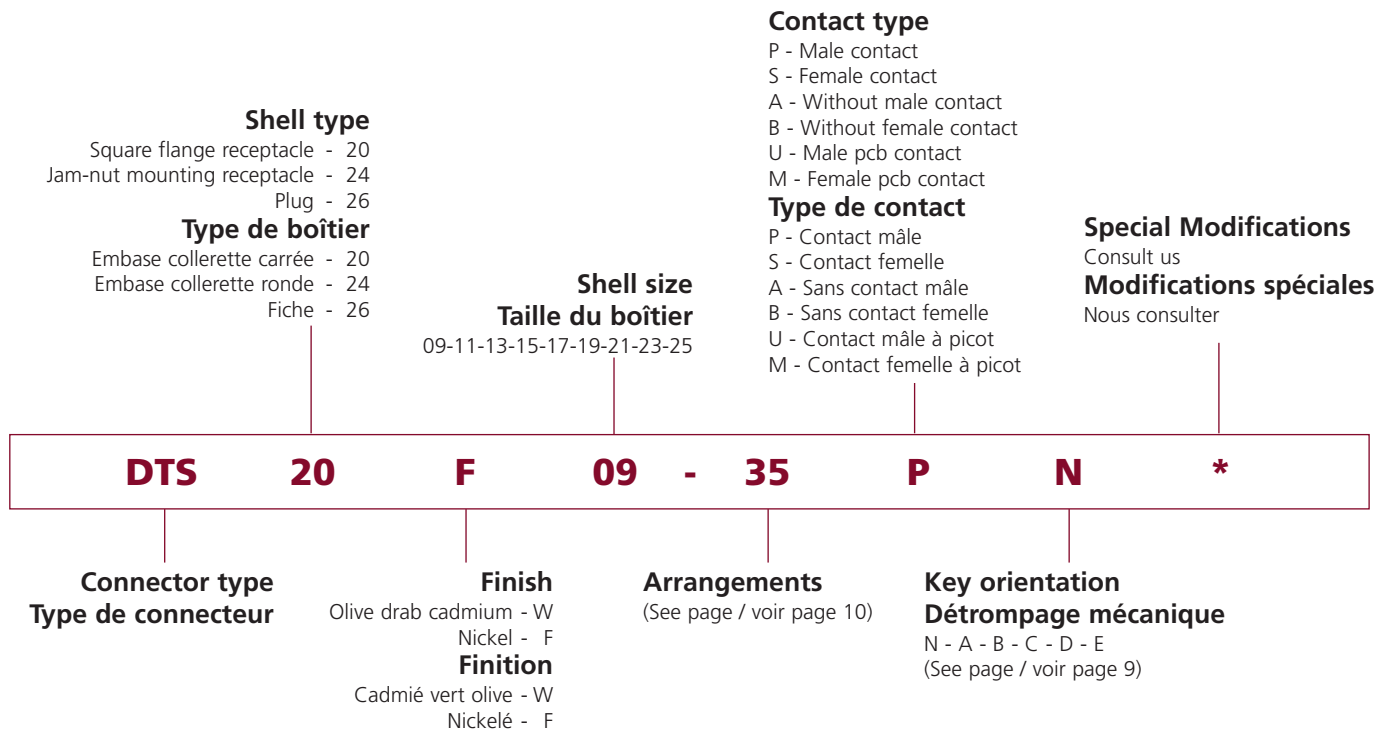 Contact type
P - Male contact
S - Female contact
A - Without male contact
B - Without female contact
U - Male pcb contact
M - Female pcb contact
Type de contact
P - Contact mâle
S - Contact femelle
A - Sans contact mâle
B - Sans contact femelle
U - Contact mâle à picot
M - Contact femelle à picot
Shell type
Square flange receptacle - 20
Jam-nut mounting receptacle - 24
Plug - 26
Type de boîtier
Embase collerette carrée - 20
Embase collerette ronde - 24
Fiche - 26
Shell size
Taille du boîtier
09-11-13-15-17-19-21-23-25
Special Modifications
Consult us
Modifications spéciales
Nous consulter
DTS 20 F 09 - 35 P N *
Connector type
Type de connecteur
Finish
Olive drab cadmium - W
Nickel - F
Finition
Cadmié vert olive - W
Nickelé - F
Arrangements
(See page / voir page 10)
Key orientation
Détrompage mécanique
N - A - B - C - D - E
(See page / voir page 9)